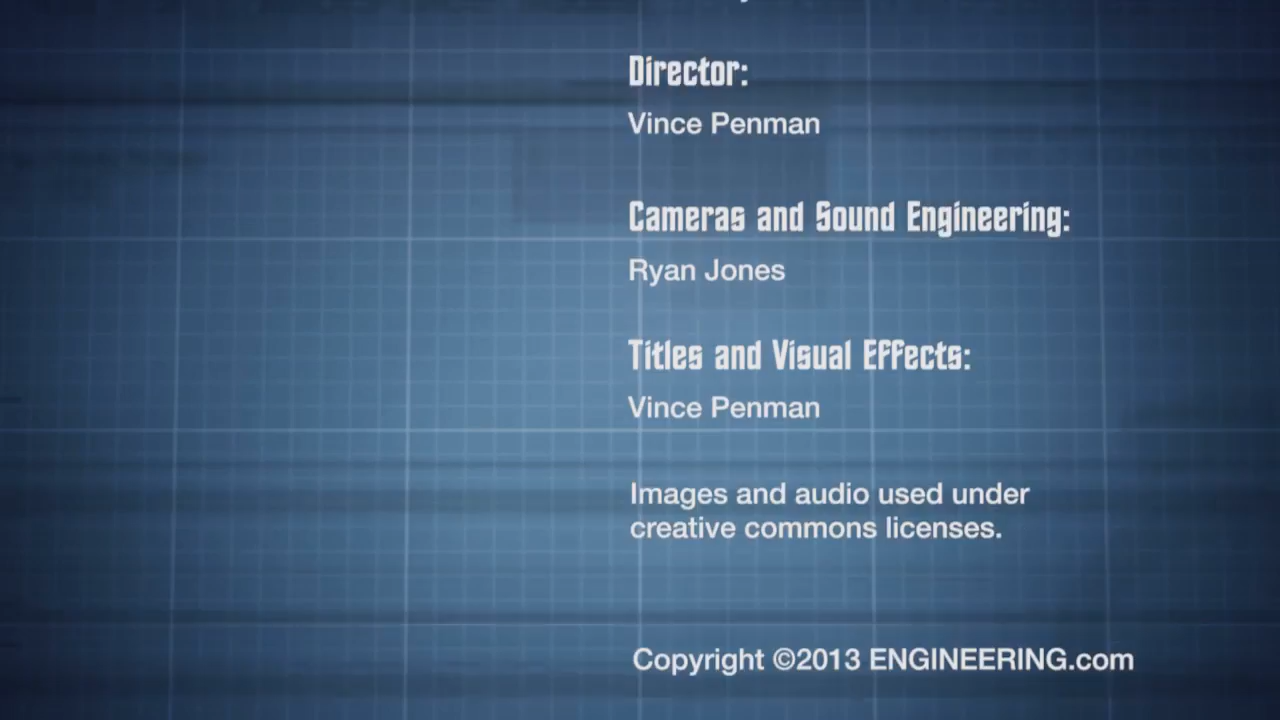 Director:
Vince Penman
Cameras and Sound Engineering:
Ryan Jones
Titles and Visual Effects:
Vince Penman
Images and audio used under
creative commons licenses.
Copyright ©2013 ENGINEERING.com